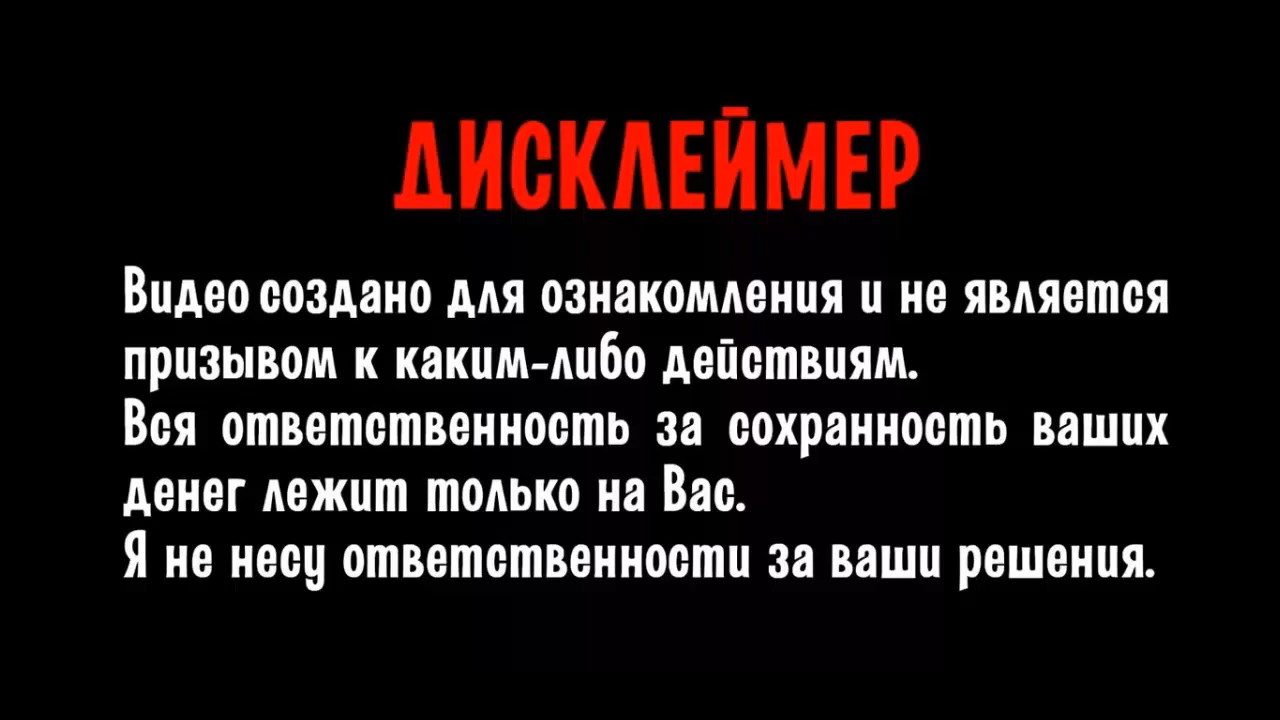 ДИСКЛЕЙМЕР
Видео создано для ознакомления и не является
призывом к каким-либо действиям.
Вся ответственность за сохранность ваших
денег лежит только на Вас.
Я не несу ответственности за ваши решения.